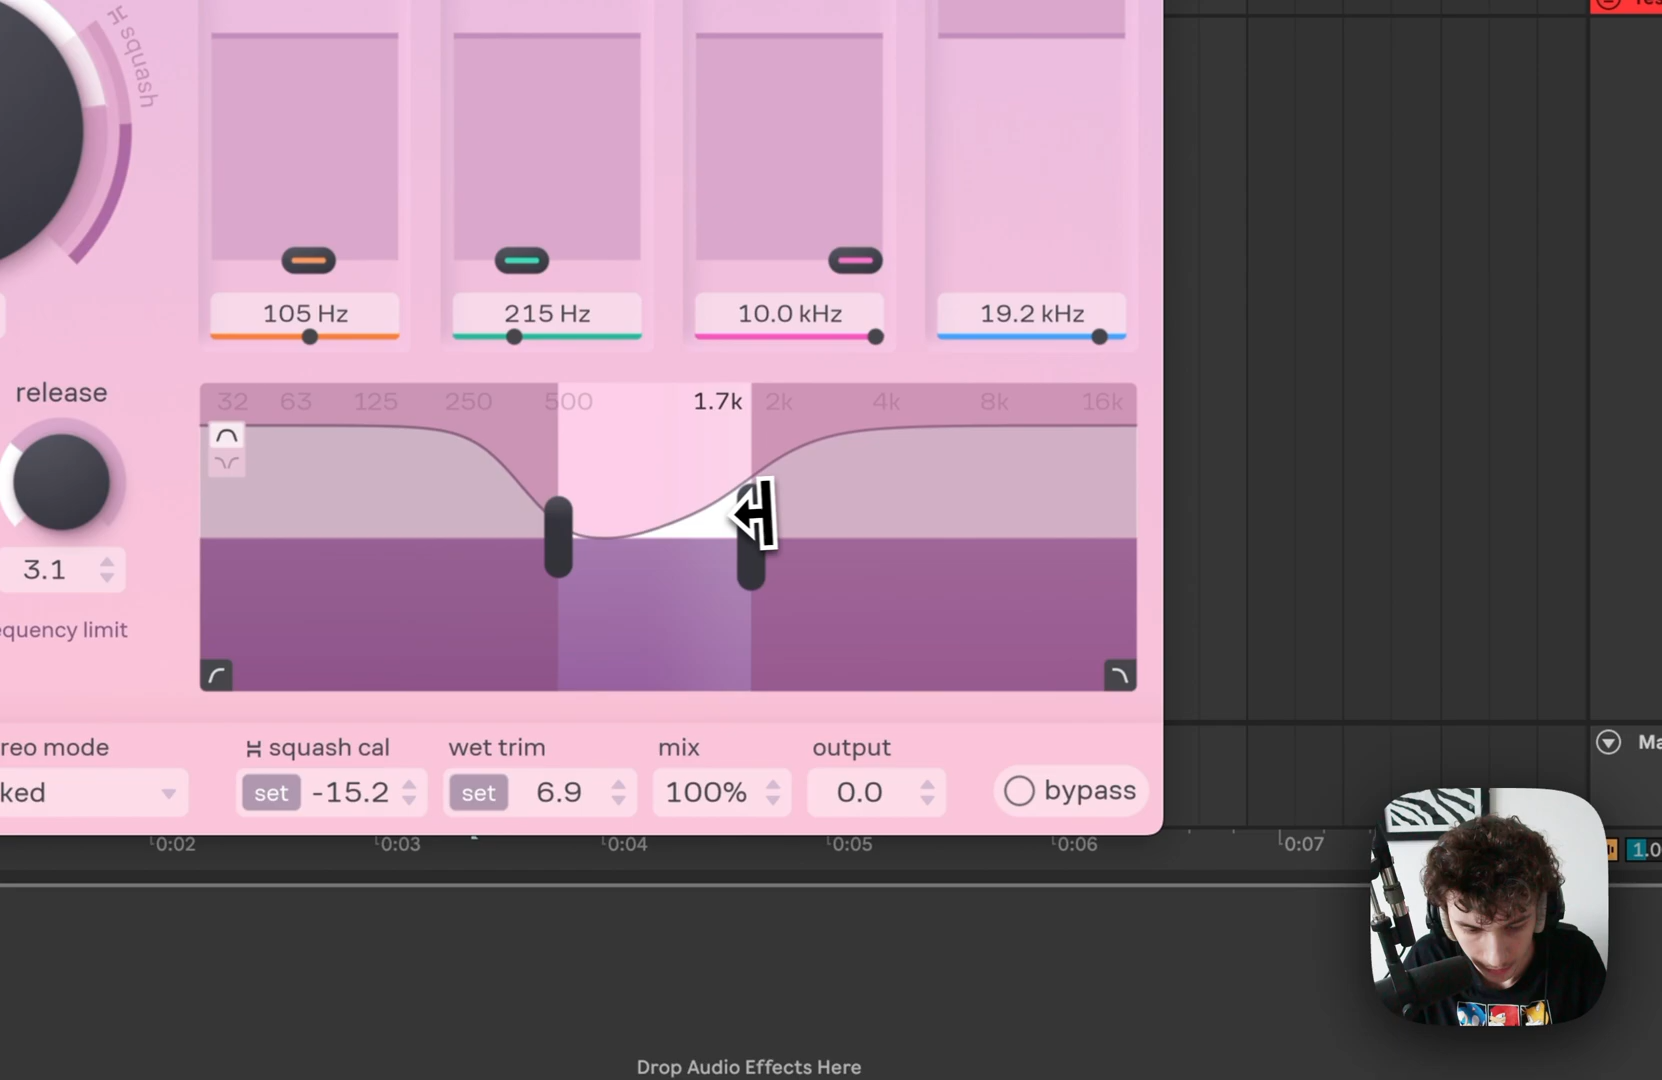 squash
105 Hz
215 Hz
10.0 kHz
19.2 kHz
release
32 63 125 250 500 1.7k 2k 4k 8k 16k
3.1
equency limit
reo mode
squash cal
wet trim
mix
output
ked
set -15.2
set 6.9
100%
0.0
bypass
Ma
0:02 0:03 0:04 0:05 0:06 0:07
1.0
Drop Audio Effects Here